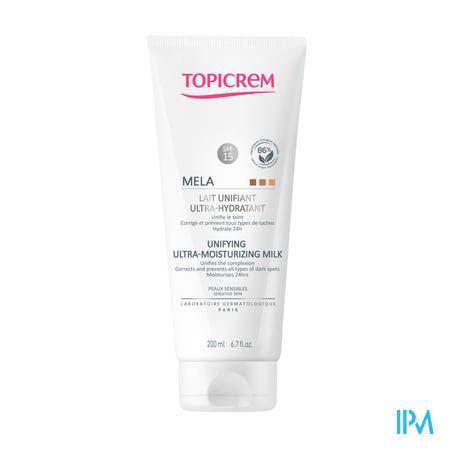 TOPICREM
SPF
15
86%
MELA
LAIT UNIFIANT
ULTRA-HYDRATANT
Unifie le teint
Corrige et prévient tous types de taches
Hydrate 24h
UNIFYING
ULTRA-MOISTURIZING MILK
Unifies the complexion
Corrects and prevents all types of dark spots
Moisturizes 24hrs
PEAUX SENSIBLES
SENSITIVE SKIN
LABORATOIRE DERMATOLOGIQUE
PARIS
200 ml 6.7 fl.oz.
IPM